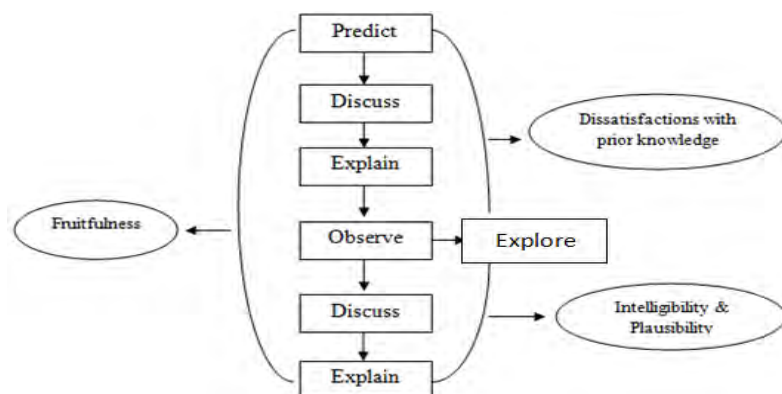 Predict
Discuss
Dissatisfactions with
prior knowledge
Explain
Fruitfulness
Observe
Explore
Discuss
Intelligibility &
Plausibility
Explain